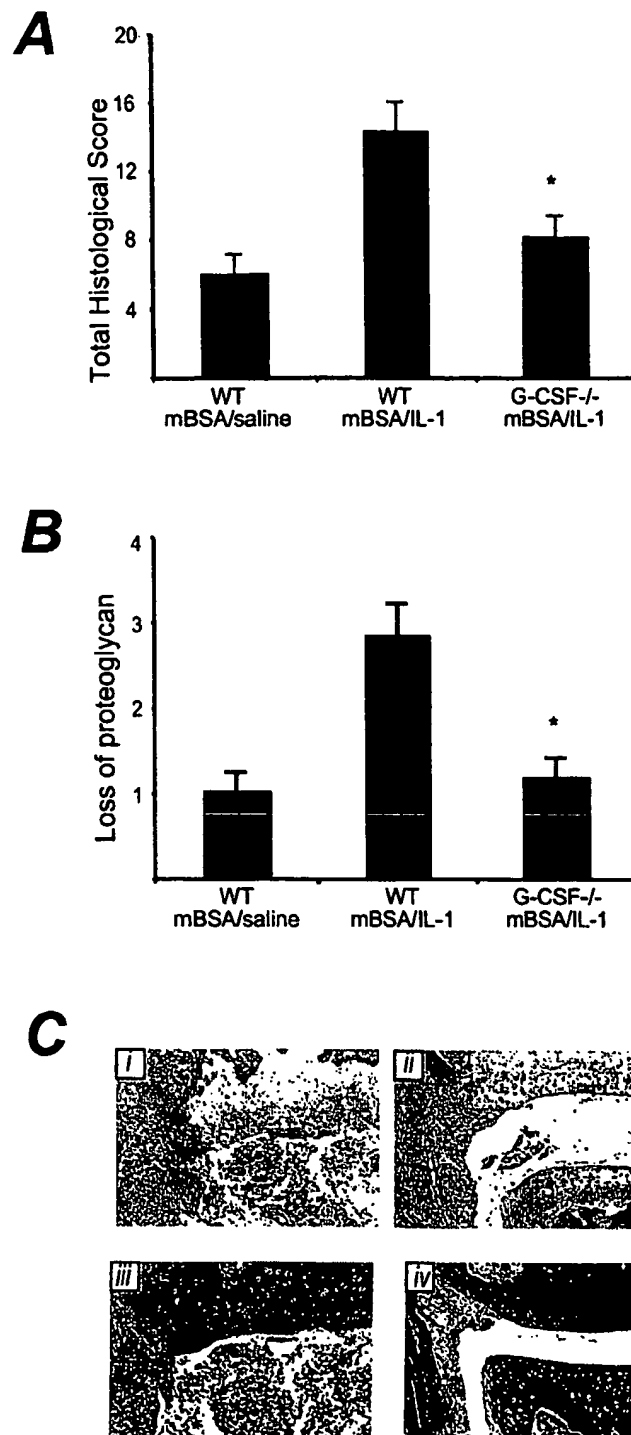 A
Total Histological Score
20
16
12
8
4
*
WT
mBSA/saline
WT
mBSA/IL-1
G-CSF-/-
mBSA/IL-1
B
Loss of proteoglycan
4
3
2
1
*
WT
mBSA/saline
WT
mBSA/IL-1
G-CSF-/-
mBSA/IL-1
C
i
ii
iii
iv